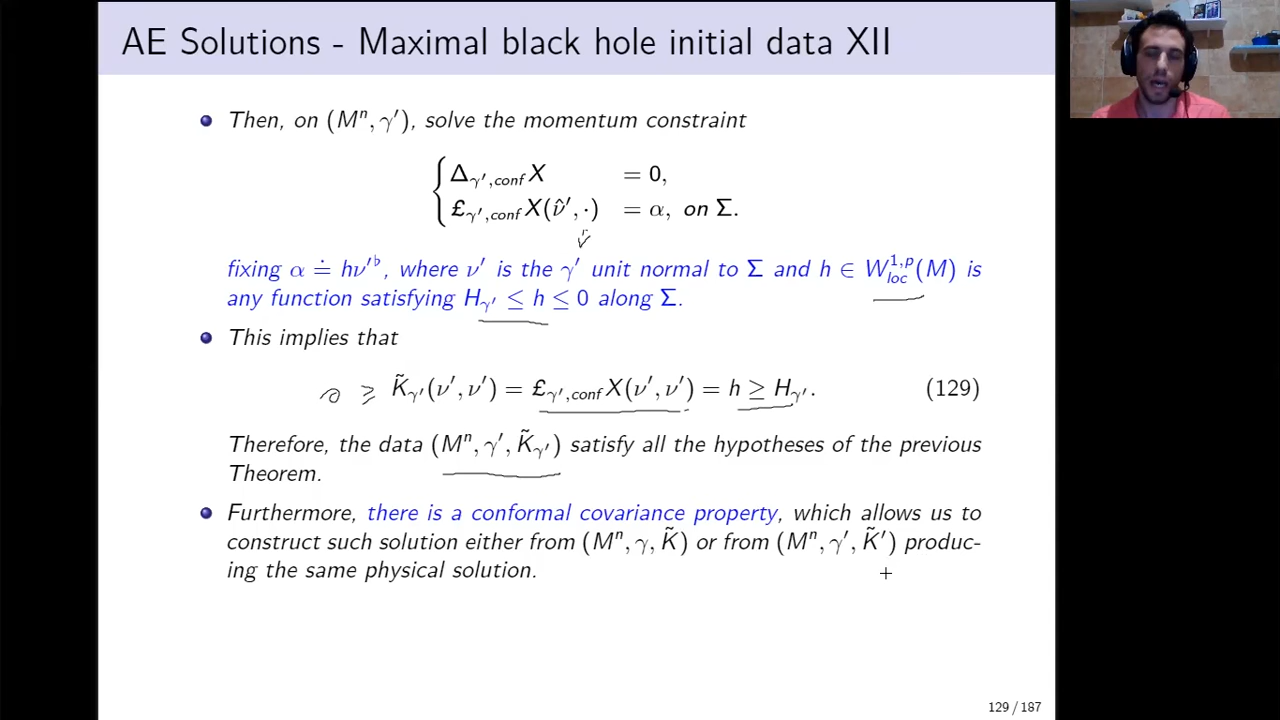 AE Solutions - Maximal black hole initial data XII
Then, on (Mⁿ, γ′), solve the momentum constraint
Δ_{γ′,conf} X = 0,
£_{γ′,conf} X(ν̂′, ·) = α, on Σ.
ν
fixing α ≐ hν′♭, where ν′ is the γ′ unit normal to Σ and h ∈ W^{1,p}_{loc}(M) is
any function satisfying H_{γ′} ≤ h ≤ 0 along Σ.
This implies that
0 ≥ K̃_{γ′}(ν′, ν′) = £_{γ′,conf} X(ν′, ν′) = h ≥ H_{γ′}. (129)
Therefore, the data (Mⁿ, γ′, K̃_{γ′}) satisfy all the hypotheses of the previous
Theorem.
Furthermore, there is a conformal covariance property, which allows us to
construct such solution either from (Mⁿ, γ, K̃) or from (Mⁿ, γ′, K̃′) produc-
ing the same physical solution.
129 / 187